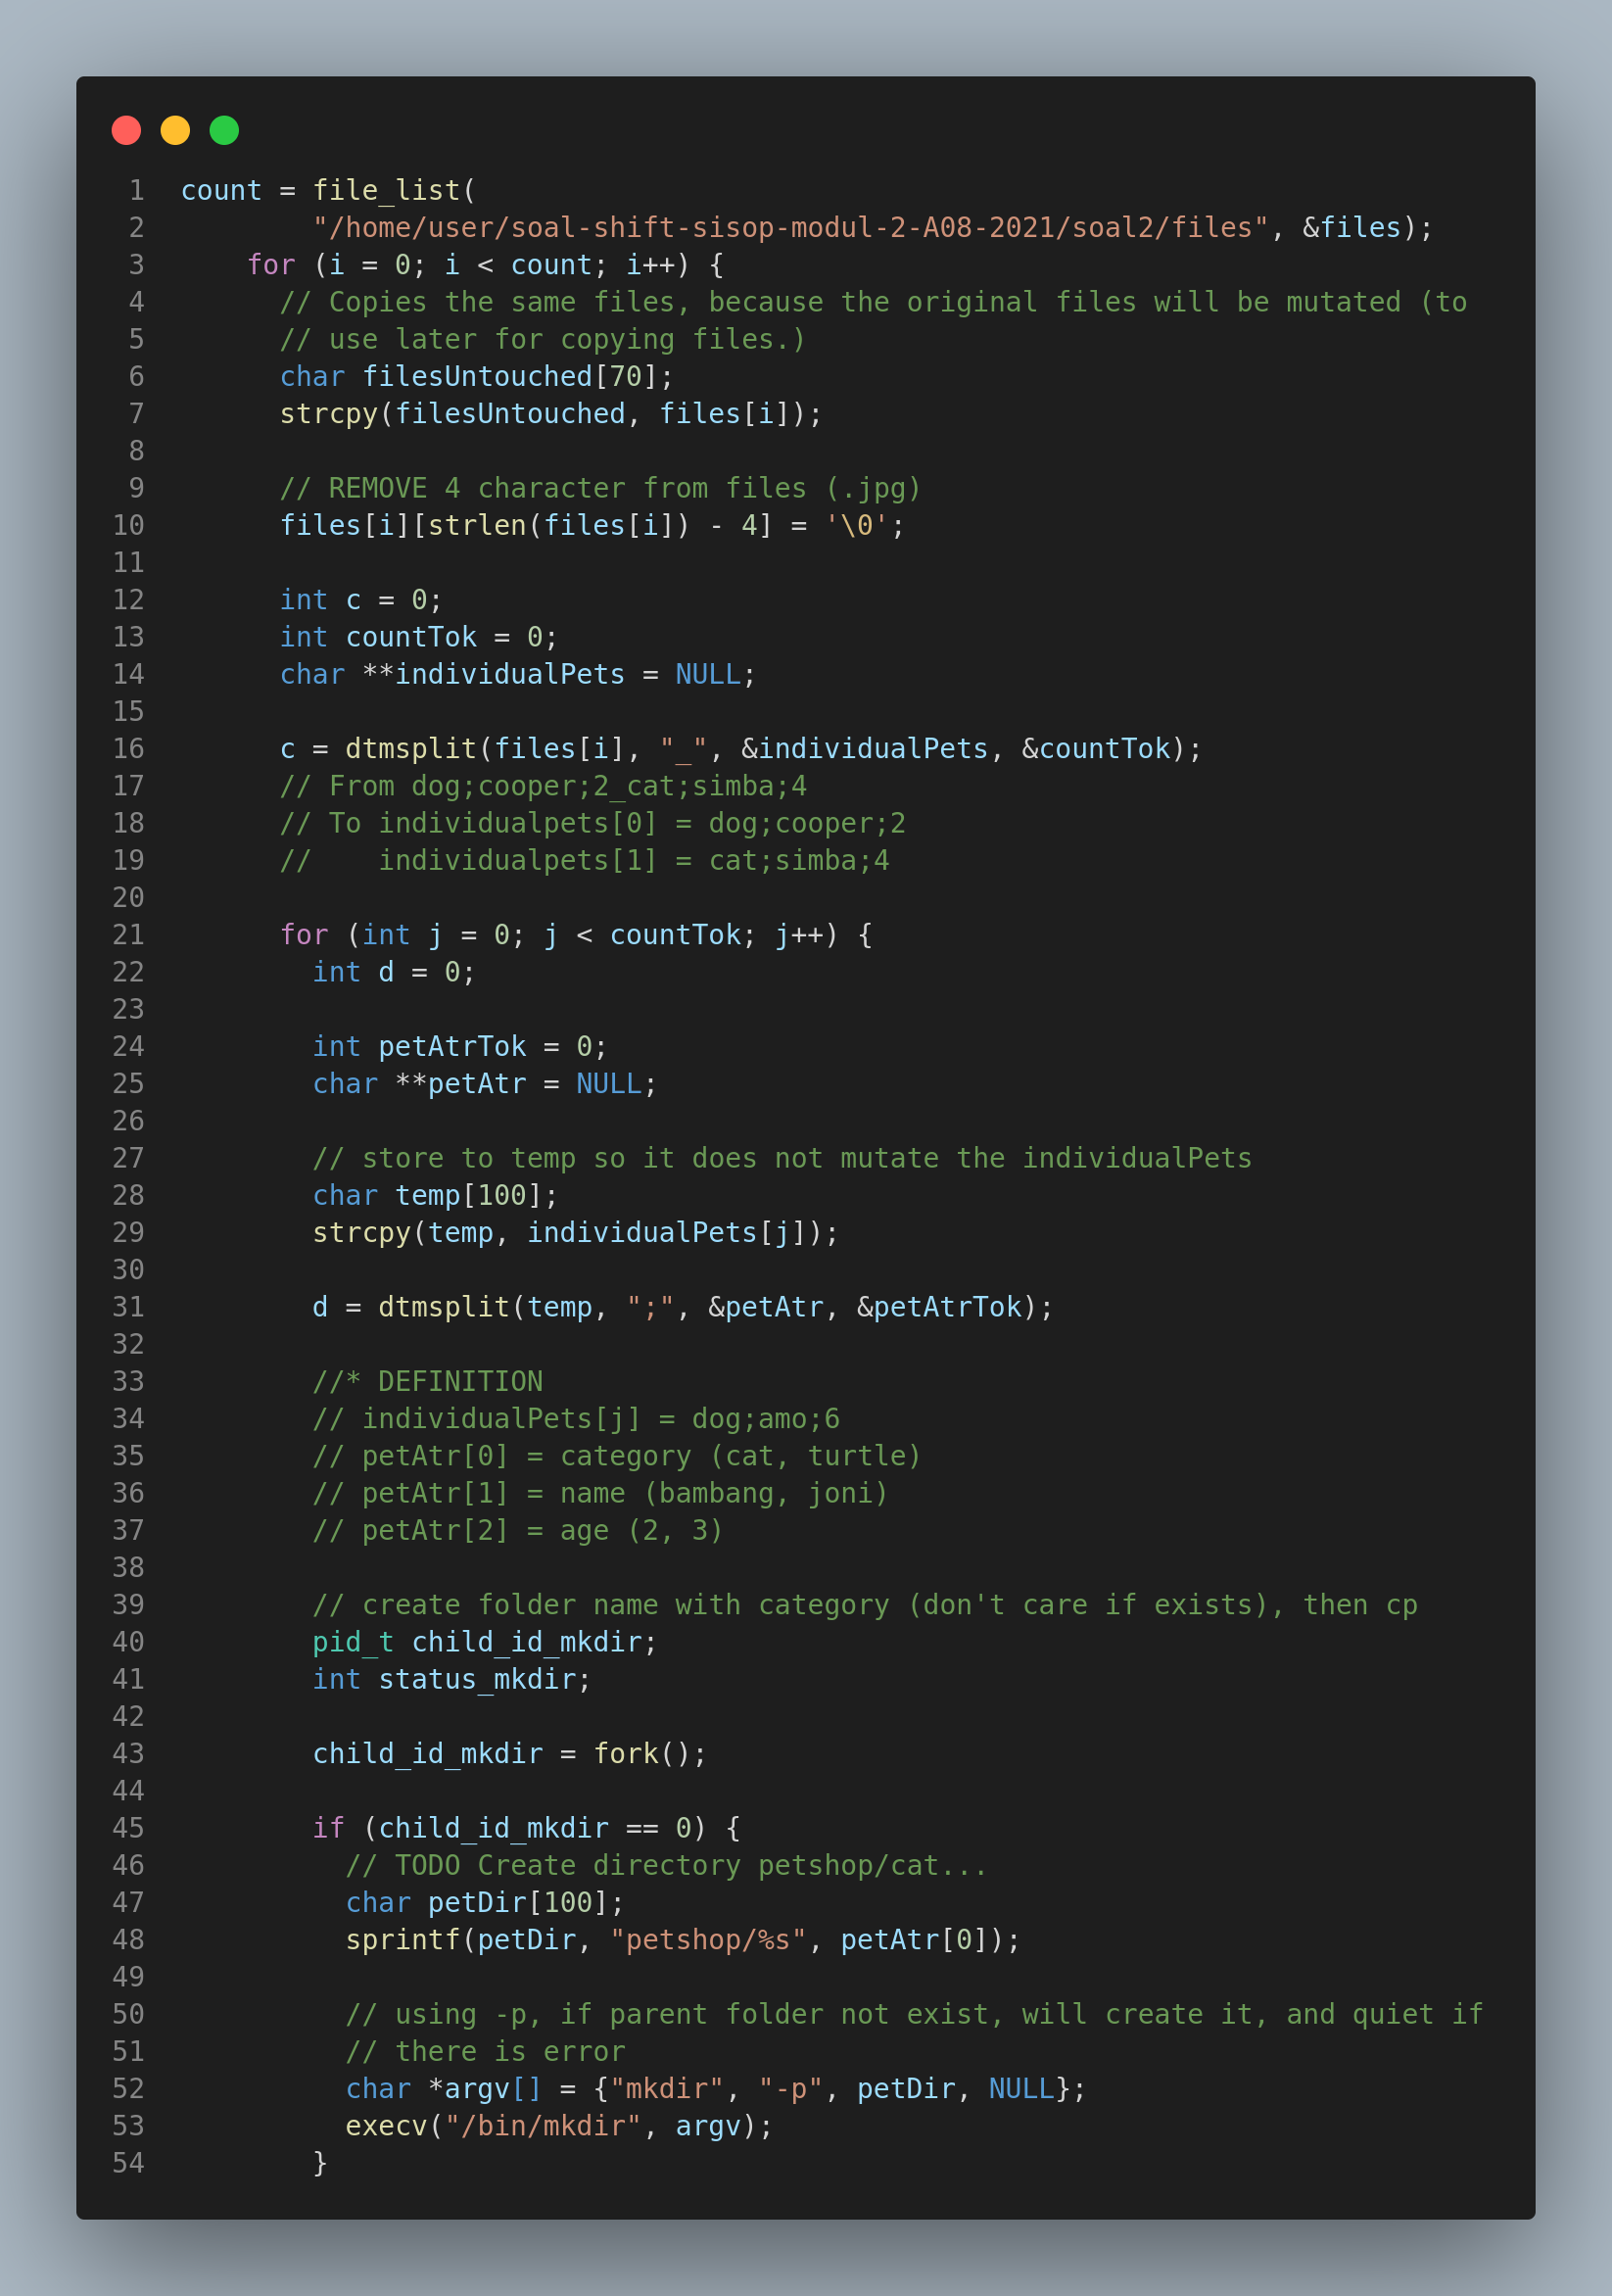 1 count = file_list(
2         "/home/user/soal-shift-sisop-modul-2-A08-2021/soal2/files", &files);
3     for (i = 0; i < count; i++) {
4       // Copies the same files, because the original files will be mutated (to
5       // use later for copying files.)
6       char filesUntouched[70];
7       strcpy(filesUntouched, files[i]);
8
9       // REMOVE 4 character from files (.jpg)
10       files[i][strlen(files[i]) - 4] = '\0';
11
12       int c = 0;
13       int countTok = 0;
14       char **individualPets = NULL;
15
16       c = dtmsplit(files[i], "_", &individualPets, &countTok);
17       // From dog;cooper;2_cat;simba;4
18       // To individualpets[0] = dog;cooper;2
19       //    individualpets[1] = cat;simba;4
20
21       for (int j = 0; j < countTok; j++) {
22         int d = 0;
23
24         int petAtrTok = 0;
25         char **petAtr = NULL;
26
27         // store to temp so it does not mutate the individualPets
28         char temp[100];
29         strcpy(temp, individualPets[j]);
30
31         d = dtmsplit(temp, ";", &petAtr, &petAtrTok);
32
33         //* DEFINITION
34         // individualPets[j] = dog;amo;6
35         // petAtr[0] = category (cat, turtle)
36         // petAtr[1] = name (bambang, joni)
37         // petAtr[2] = age (2, 3)
38
39         // create folder name with category (don't care if exists), then cp
40         pid_t child_id_mkdir;
41         int status_mkdir;
42
43         child_id_mkdir = fork();
44
45         if (child_id_mkdir == 0) {
46           // TODO Create directory petshop/cat...
47           char petDir[100];
48           sprintf(petDir, "petshop/%s", petAtr[0]);
49
50           // using -p, if parent folder not exist, will create it, and quiet if
51           // there is error
52           char *argv[] = {"mkdir", "-p", petDir, NULL};
53           execv("/bin/mkdir", argv);
54         }